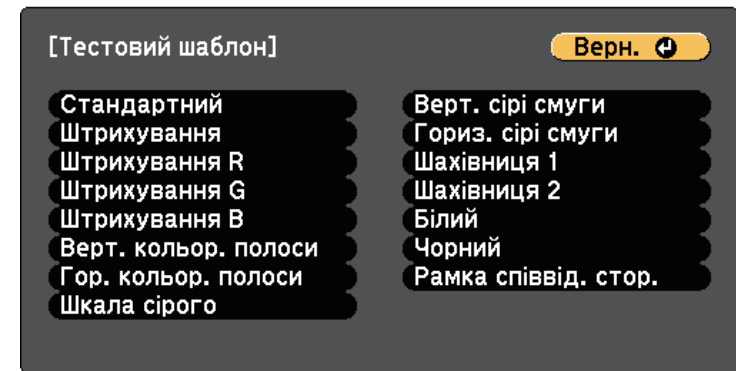 [Тестовий шаблон]
Верн.
Стандартний
Штрихування
Штрихування R
Штрихування G
Штрихування B
Верт. кольор. полоси
Гор. кольор. полоси
Шкала сірого
Верт. сірі смуги
Гориз. сірі смуги
Шахівниця 1
Шахівниця 2
Білий
Чорний
Рамка співвід. стор.